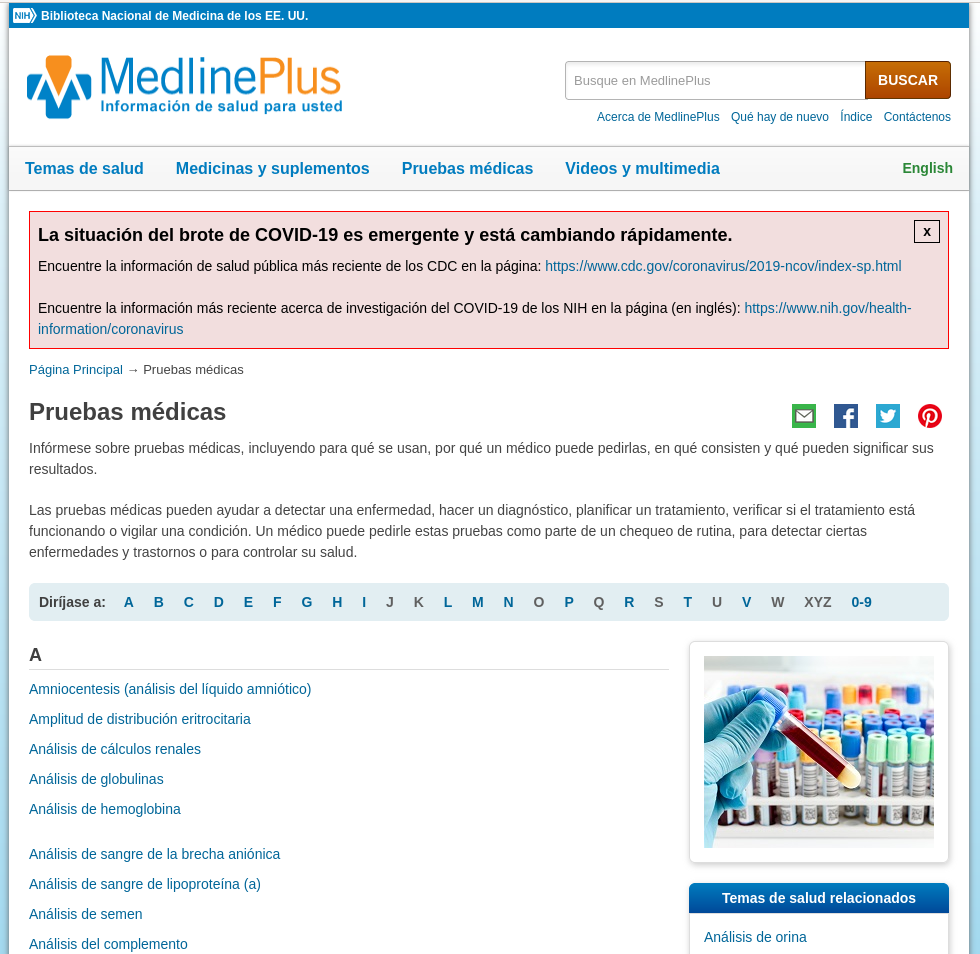 NIH Biblioteca Nacional de Medicina de los EE. UU.
MedlinePlus
Información de salud para usted
Busque en MedlinePlus BUSCAR
Acerca de MedlinePlus Qué hay de nuevo Índice Contáctenos
Temas de salud Medicinas y suplementos Pruebas médicas Videos y multimedia English
La situación del brote de COVID-19 es emergente y está cambiando rápidamente. x
Encuentre la información de salud pública más reciente de los CDC en la página: https://www.cdc.gov/coronavirus/2019-ncov/index-sp.html
Encuentre la información más reciente acerca de investigación del COVID-19 de los NIH en la página (en inglés): https://www.nih.gov/health-
information/coronavirus
Página Principal → Pruebas médicas
Pruebas médicas
Infórmese sobre pruebas médicas, incluyendo para qué se usan, por qué un médico puede pedirlas, en qué consisten y qué pueden significar sus
resultados.
Las pruebas médicas pueden ayudar a detectar una enfermedad, hacer un diagnóstico, planificar un tratamiento, verificar si el tratamiento está
funcionando o vigilar una condición. Un médico puede pedirle estas pruebas como parte de un chequeo de rutina, para detectar ciertas
enfermedades y trastornos o para controlar su salud.
Diríjase a: A B C D E F G H I J K L M N O P Q R S T U V W XYZ 0-9
A
Amniocentesis (análisis del líquido amniótico)
Amplitud de distribución eritrocitaria
Análisis de cálculos renales
Análisis de globulinas
Análisis de hemoglobina
Análisis de sangre de la brecha aniónica
Análisis de sangre de lipoproteína (a)
Análisis de semen
Análisis del complemento
Temas de salud relacionados
Análisis de orina